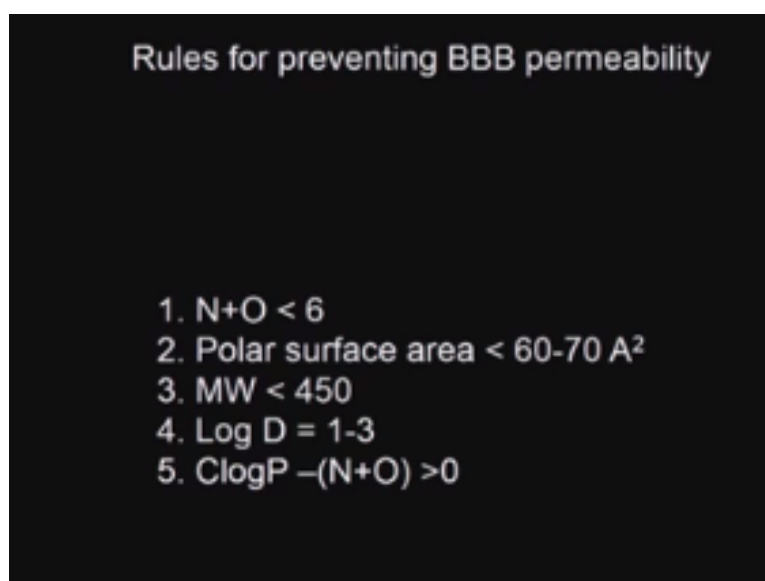 Rules for preventing BBB permeability
1. N+O < 6
2. Polar surface area < 60-70 A²
3. MW < 450
4. Log D = 1-3
5. ClogP –(N+O) >0